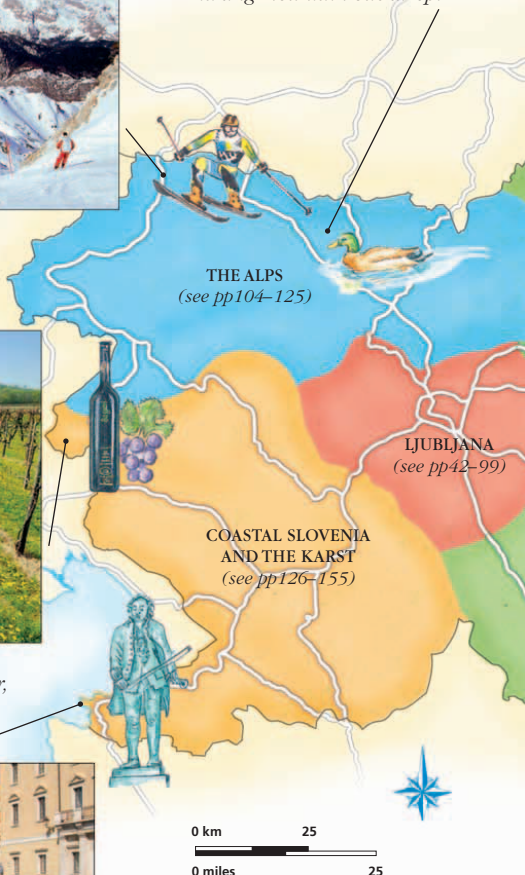 THE ALPS
(see pp104–125)
LJUBLJANA
(see pp42–99)
COASTAL SLOVENIA
AND THE KARST
(see pp126–155)
0 km 25
0 miles 25